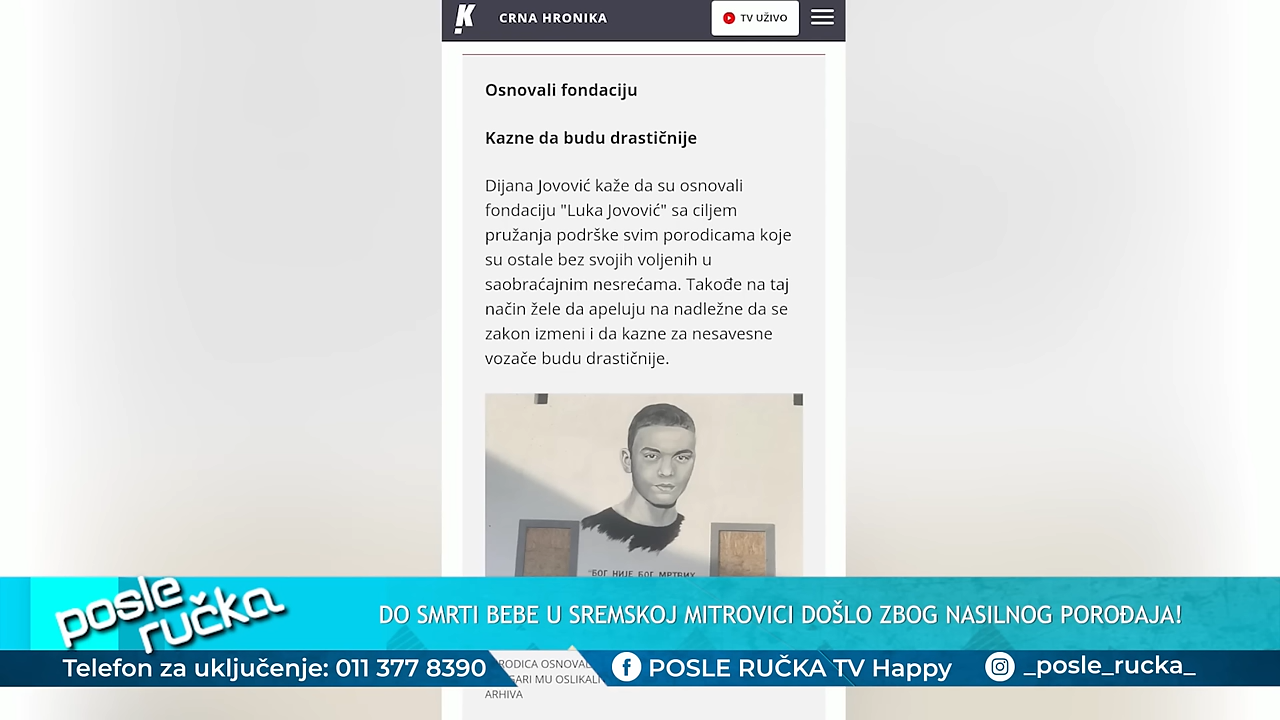 CRNA HRONIKA
TV UŽIVO
Osnovali fondaciju
Kazne da budu drastičnije
Dijana Jovović kaže da su osnovali
fondaciju "Luka Jovović" sa ciljem
pružanja podrške svim porodicama koje
su ostale bez svojih voljenih u
saobraćajnim nesrećama. Takođe na taj
način žele da apeluju na nadležne da se
zakon izmeni i da kazne za nesavesne
vozače budu drastičnije.
"БОГ НИЈЕ БОГ МРТВИХ
posle
ručka
DO SMRTI BEBE U SREMSKOJ MITROVICI DOŠLO ZBOG NASILNOG POROĐAJA!
Telefon za uključenje: 011 377 8390
POSLE RUČKA TV Happy
_posle_rucka_
ARHIVA